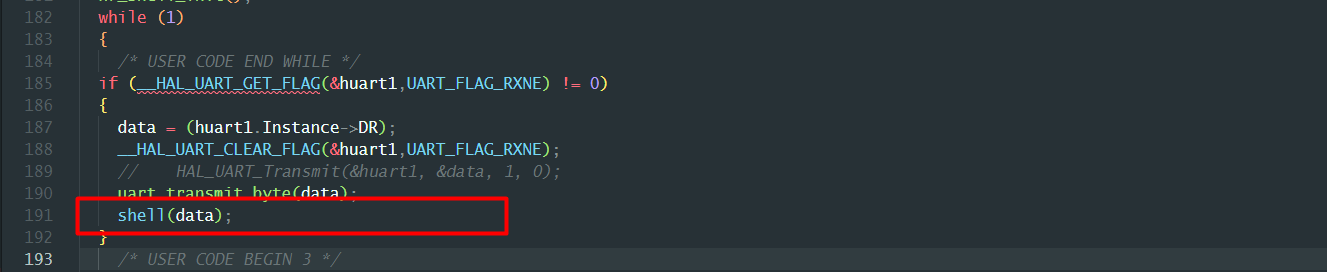 182 while (1)
183 {
184 /* USER CODE END WHILE */
185 if (__HAL_UART_GET_FLAG(&huart1,UART_FLAG_RXNE) != 0)
186 {
187 data = (huart1.Instance->DR);
188 __HAL_UART_CLEAR_FLAG(&huart1,UART_FLAG_RXNE);
189 // HAL_UART_Transmit(&huart1, &data, 1, 0);
190 uart_transmit_byte(data);
191 shell(data);
192 }
193 /* USER CODE BEGIN 3 */